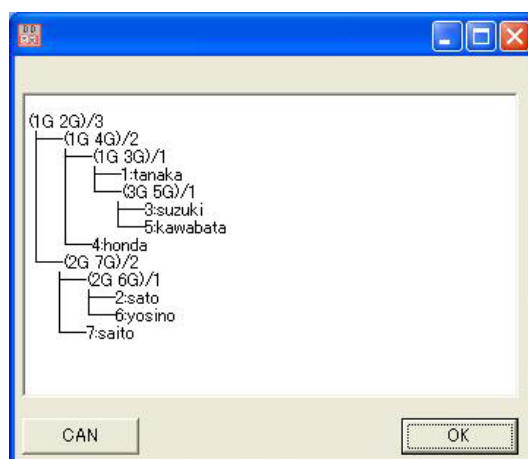 (1G 2G)/3
(1G 4G)/2
(1G 3G)/1
1:tanaka
(3G 5G)/1
3:suzuki
5:kawabata
4:honda
(2G 7G)/2
(2G 6G)/1
2:sato
6:yosino
7:saito
CAN OK